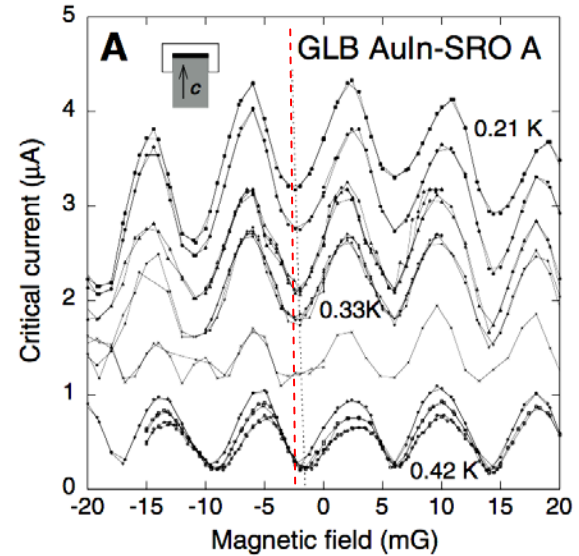 A
c
GLB AuIn-SRO A
0.21 K
0.33K
0.42 K
Critical current (μA)
5
4
3
2
1
0
-20 -15 -10 -5 0 5 10 15 20
Magnetic field (mG)